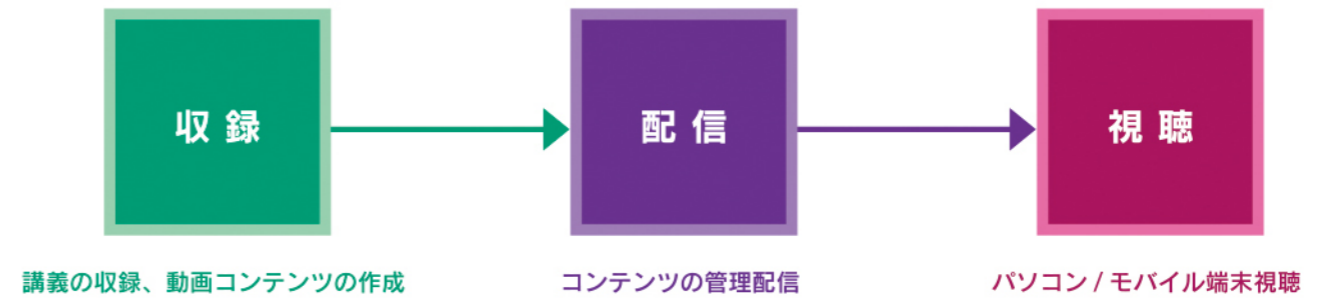 収録
配信
視聴
講義の収録、動画コンテンツの作成
コンテンツの管理配信
パソコン / モバイル端末視聴